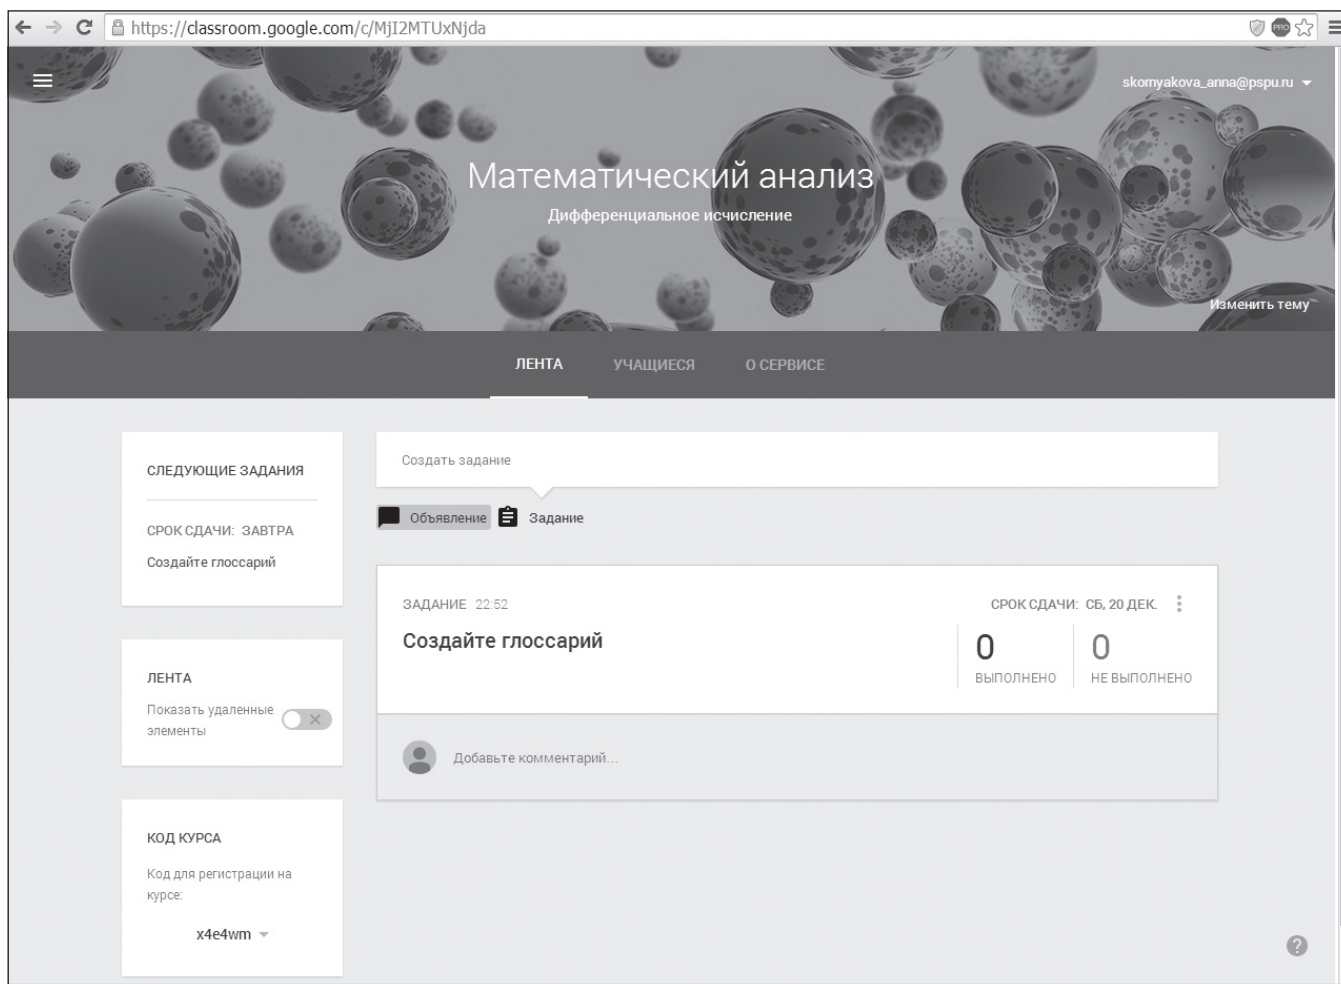 https://classroom.google.com/c/MjI2MTUxNjda
PRO
skornyakova_anna@pspu.ru
Математический анализ
Дифференциальное исчисление
Изменить тему
ЛЕНТА УЧАЩИЕСЯ О СЕРВИСЕ
СЛЕДУЮЩИЕ ЗАДАНИЯ
СРОК СДАЧИ: ЗАВТРА
Создайте глоссарий
ЛЕНТА
Показать удаленные
элементы
КОД КУРСА
Код для регистрации на
курсе:
x4e4wm
Создать задание
Объявление Задание
ЗАДАНИЕ 22:52
СРОК СДАЧИ: СБ, 20 ДЕК.
Создайте глоссарий
0 0
ВЫПОЛНЕНО НЕ ВЫПОЛНЕНО
Добавьте комментарий...